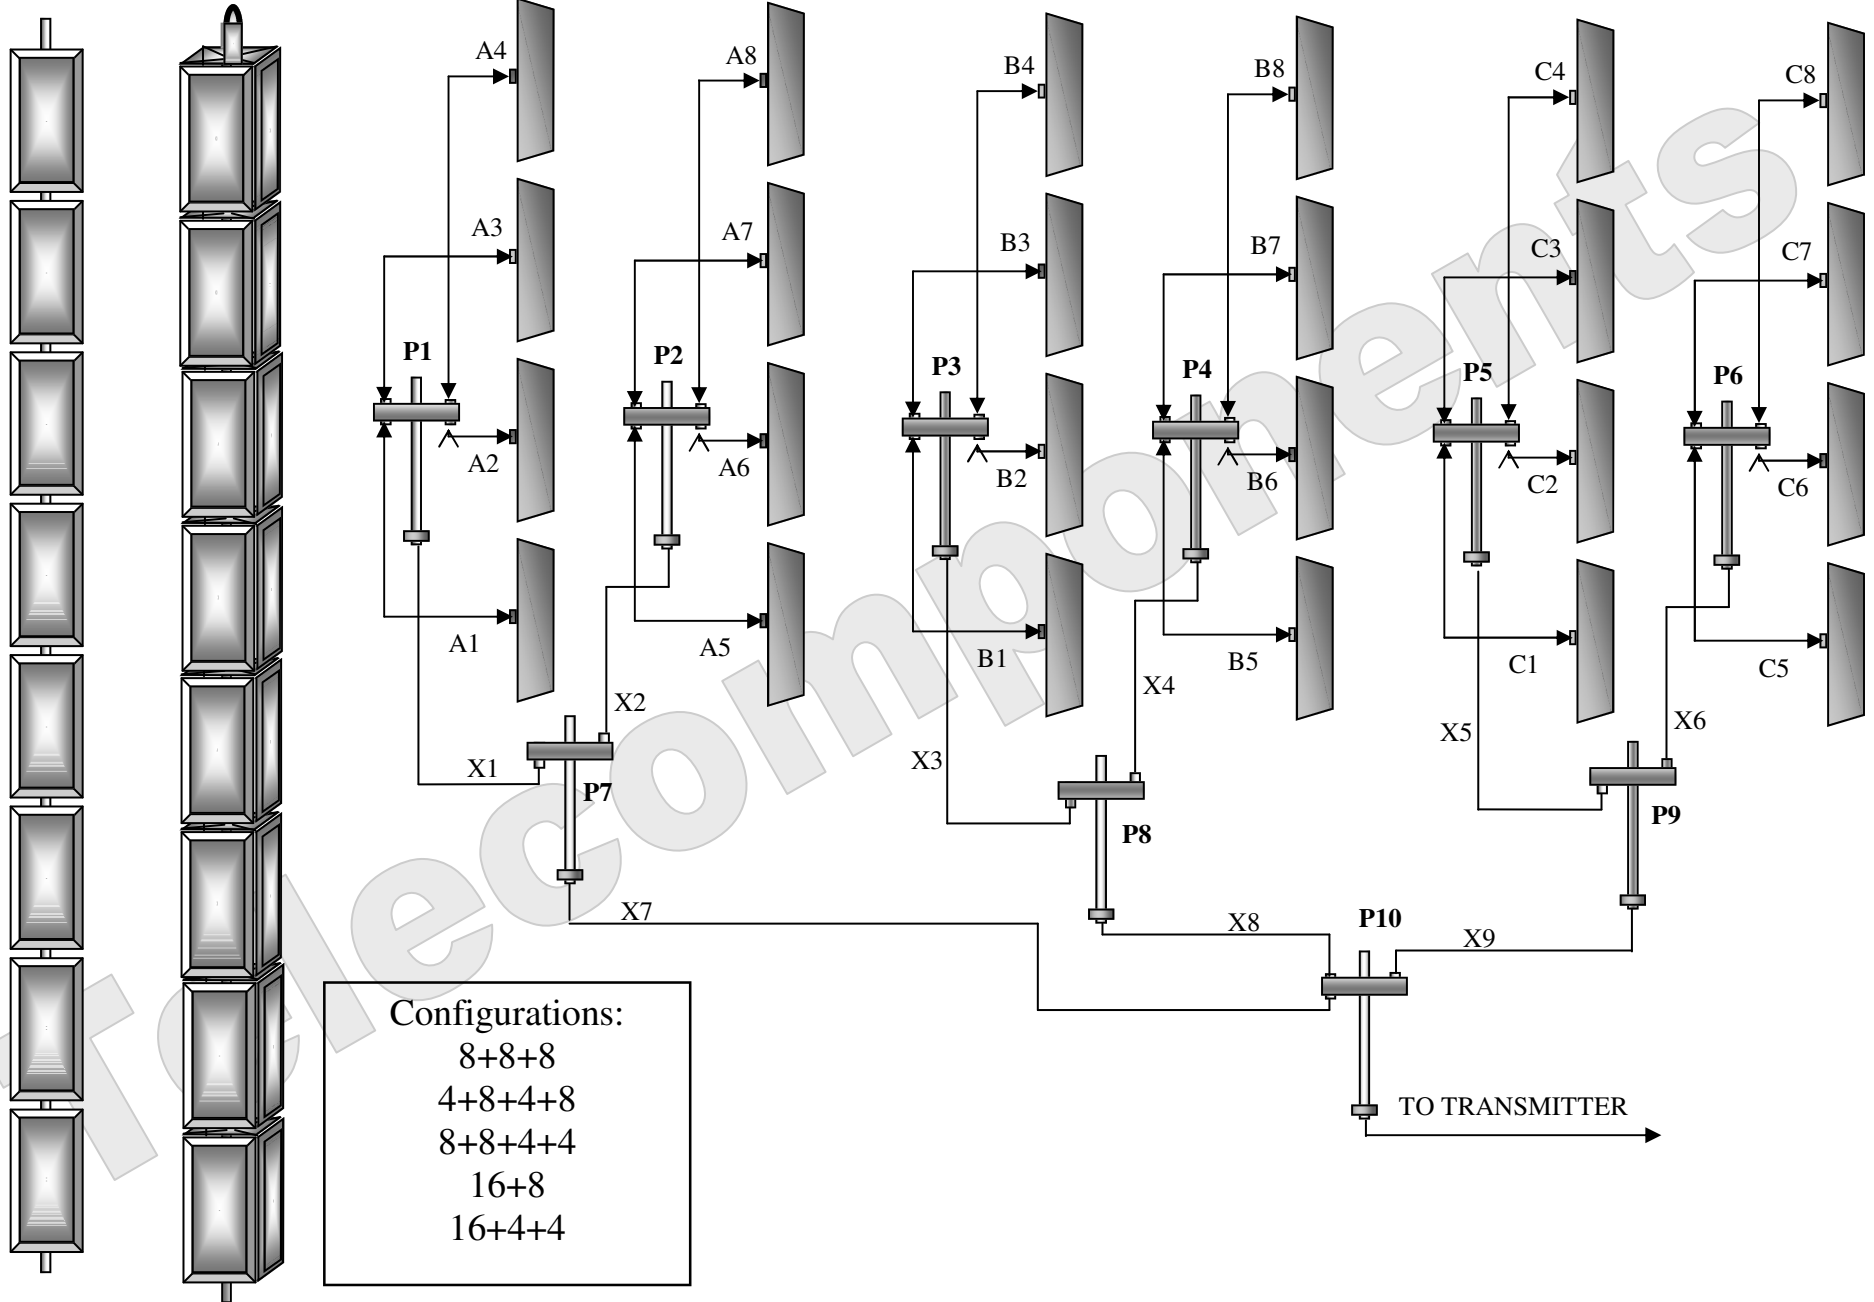 A4
A8
B4
B8
C4
C8
A3
A7
B3
B7
C3
C7
P1
P2
P3
P4
P5
P6
A2
A6
B2
B6
C2
C6
A1
A5
B1
B5
C1
C5
X1
X2
X3
X4
X5
X6
P7
P8
P9
X7
X8
P10
X9
TO TRANSMITTER
Configurations:
8+8+8
4+8+4+8
8+8+4+4
16+8
16+4+4
Telecomponents